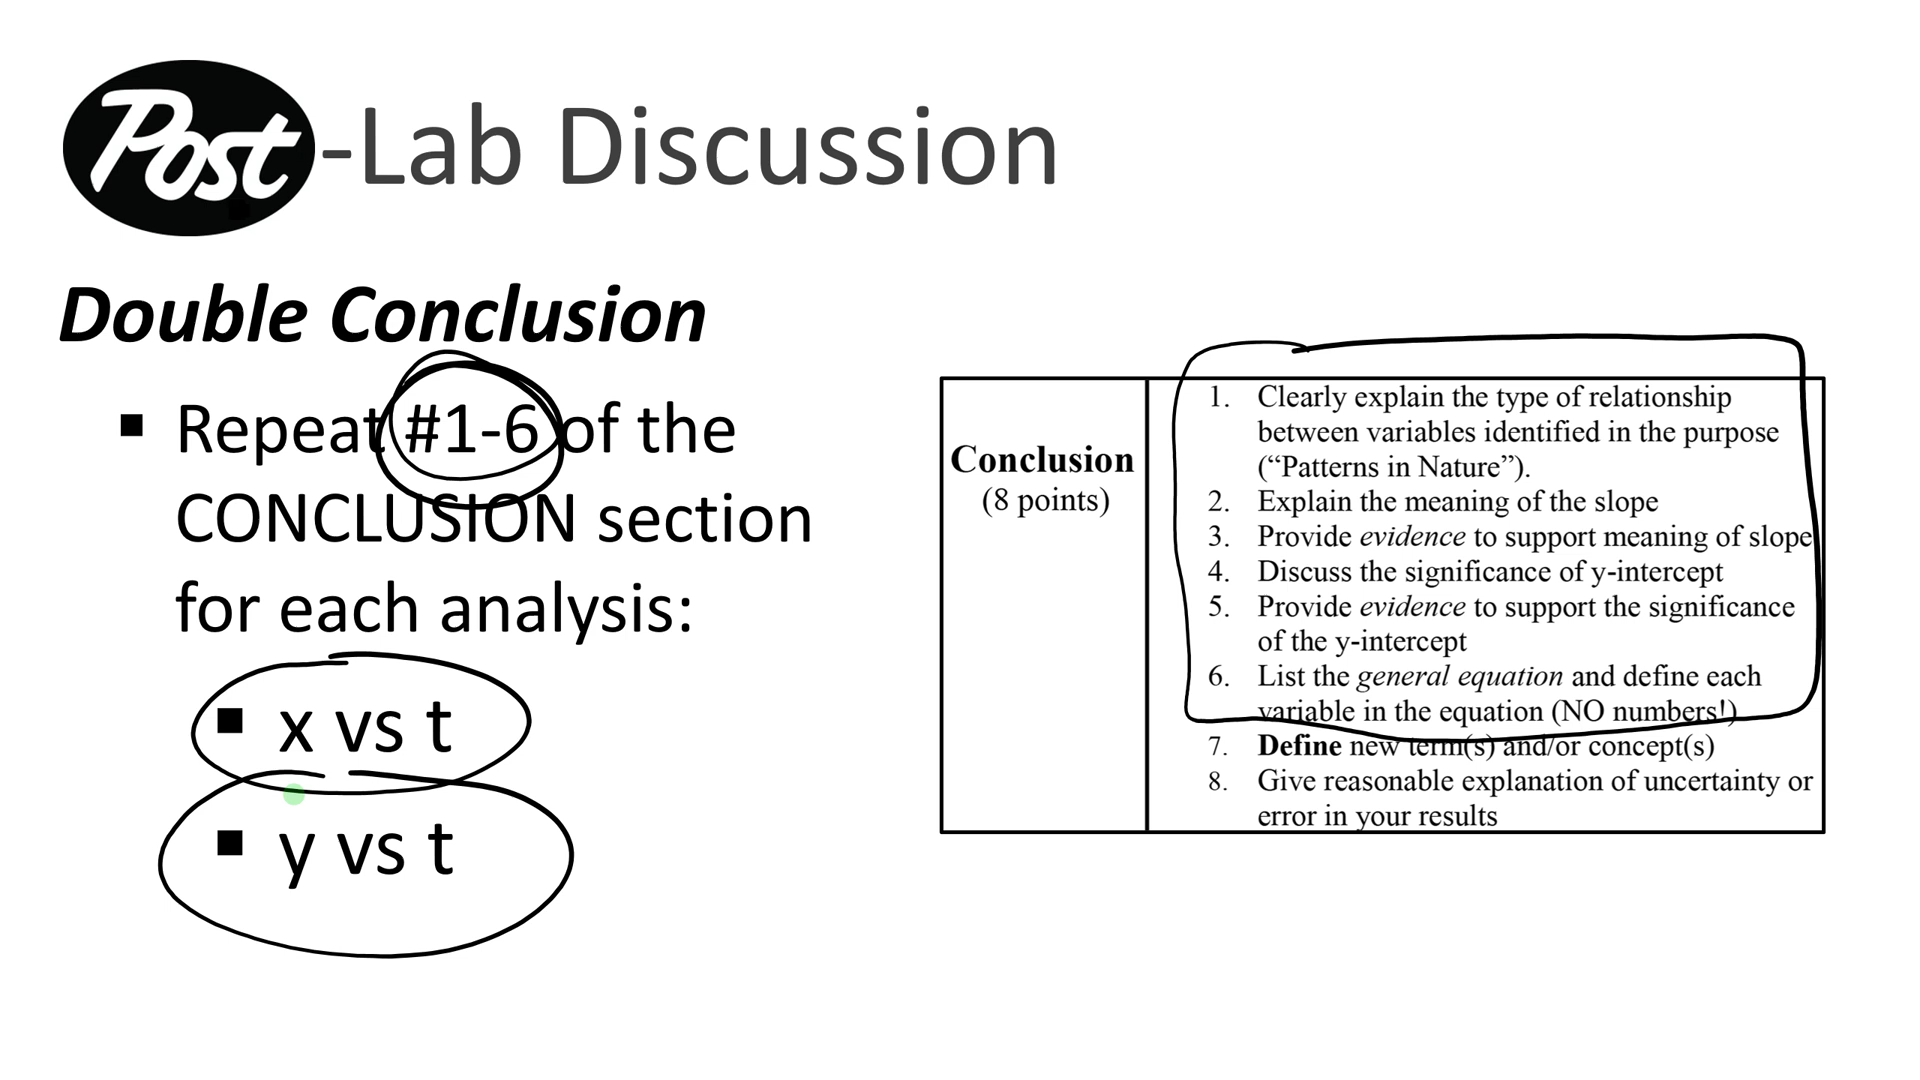 Post-Lab Discussion
Double Conclusion
▪ Repeat #1-6 of the
CONCLUSION section
for each analysis:
▪ x vs t
▪ y vs t
Conclusion
(8 points)
1. Clearly explain the type of relationship
between variables identified in the purpose
(“Patterns in Nature”).
2. Explain the meaning of the slope
3. Provide evidence to support meaning of slope
4. Discuss the significance of y-intercept
5. Provide evidence to support the significance
of the y-intercept
6. List the general equation and define each
variable in the equation (NO numbers!)
7. Define new term(s) and/or concept(s)
8. Give reasonable explanation of uncertainty or
error in your results